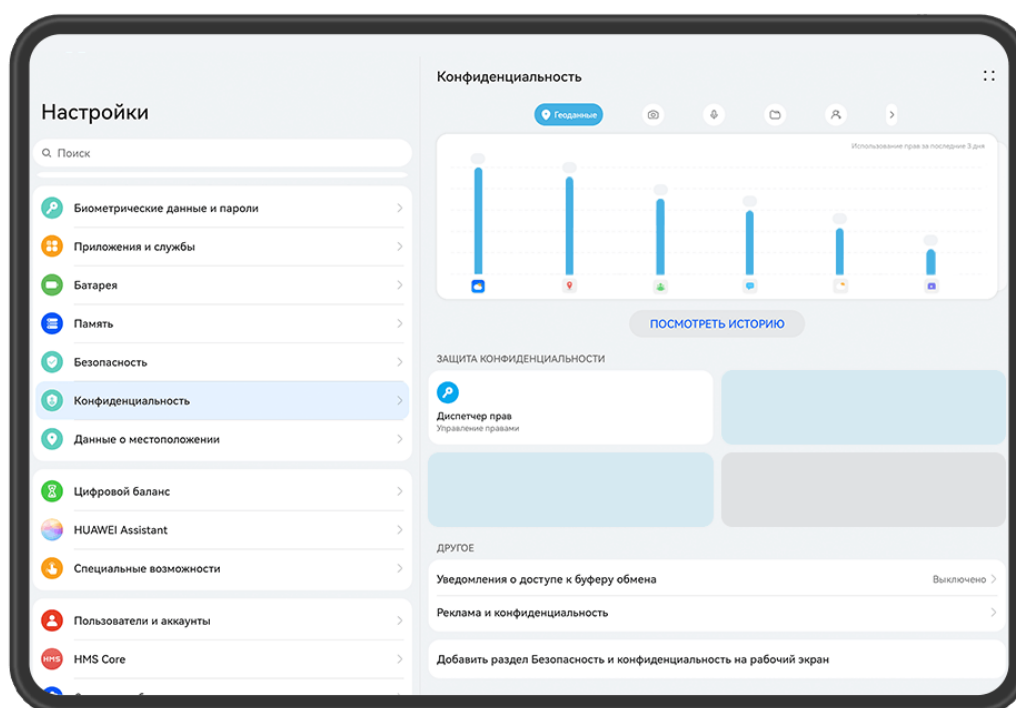 Настройки
Поиск
Биометрические данные и пароли
Приложения и службы
Батарея
Память
Безопасность
Конфиденциальность
Данные о местоположении
Цифровой баланс
HUAWEI Assistant
Специальные возможности
Пользователи и аккаунты
HMS
HMS Core
Конфиденциальность
Геоданные
Использование прав за последние 3 дня
ПОСМОТРЕТЬ ИСТОРИЮ
ЗАЩИТА КОНФИДЕНЦИАЛЬНОСТИ
Диспетчер прав
Управление правами
ДРУГОЕ
Уведомления о доступе к буферу обмена
Выключено
Реклама и конфиденциальность
Добавить раздел Безопасность и конфиденциальность на рабочий экран